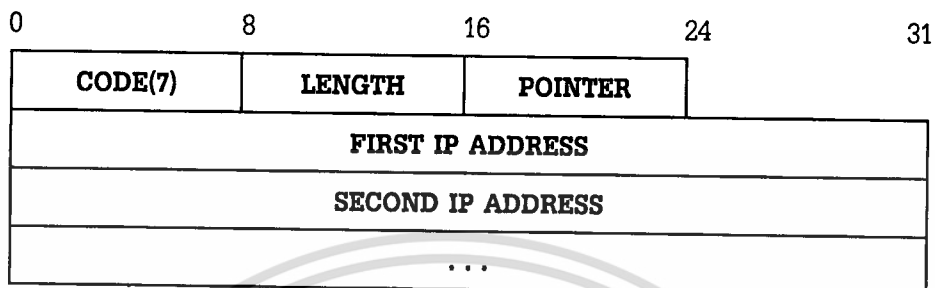 0 8 16 24 31
CODE(7) LENGTH POINTER
FIRST IP ADDRESS
SECOND IP ADDRESS
...